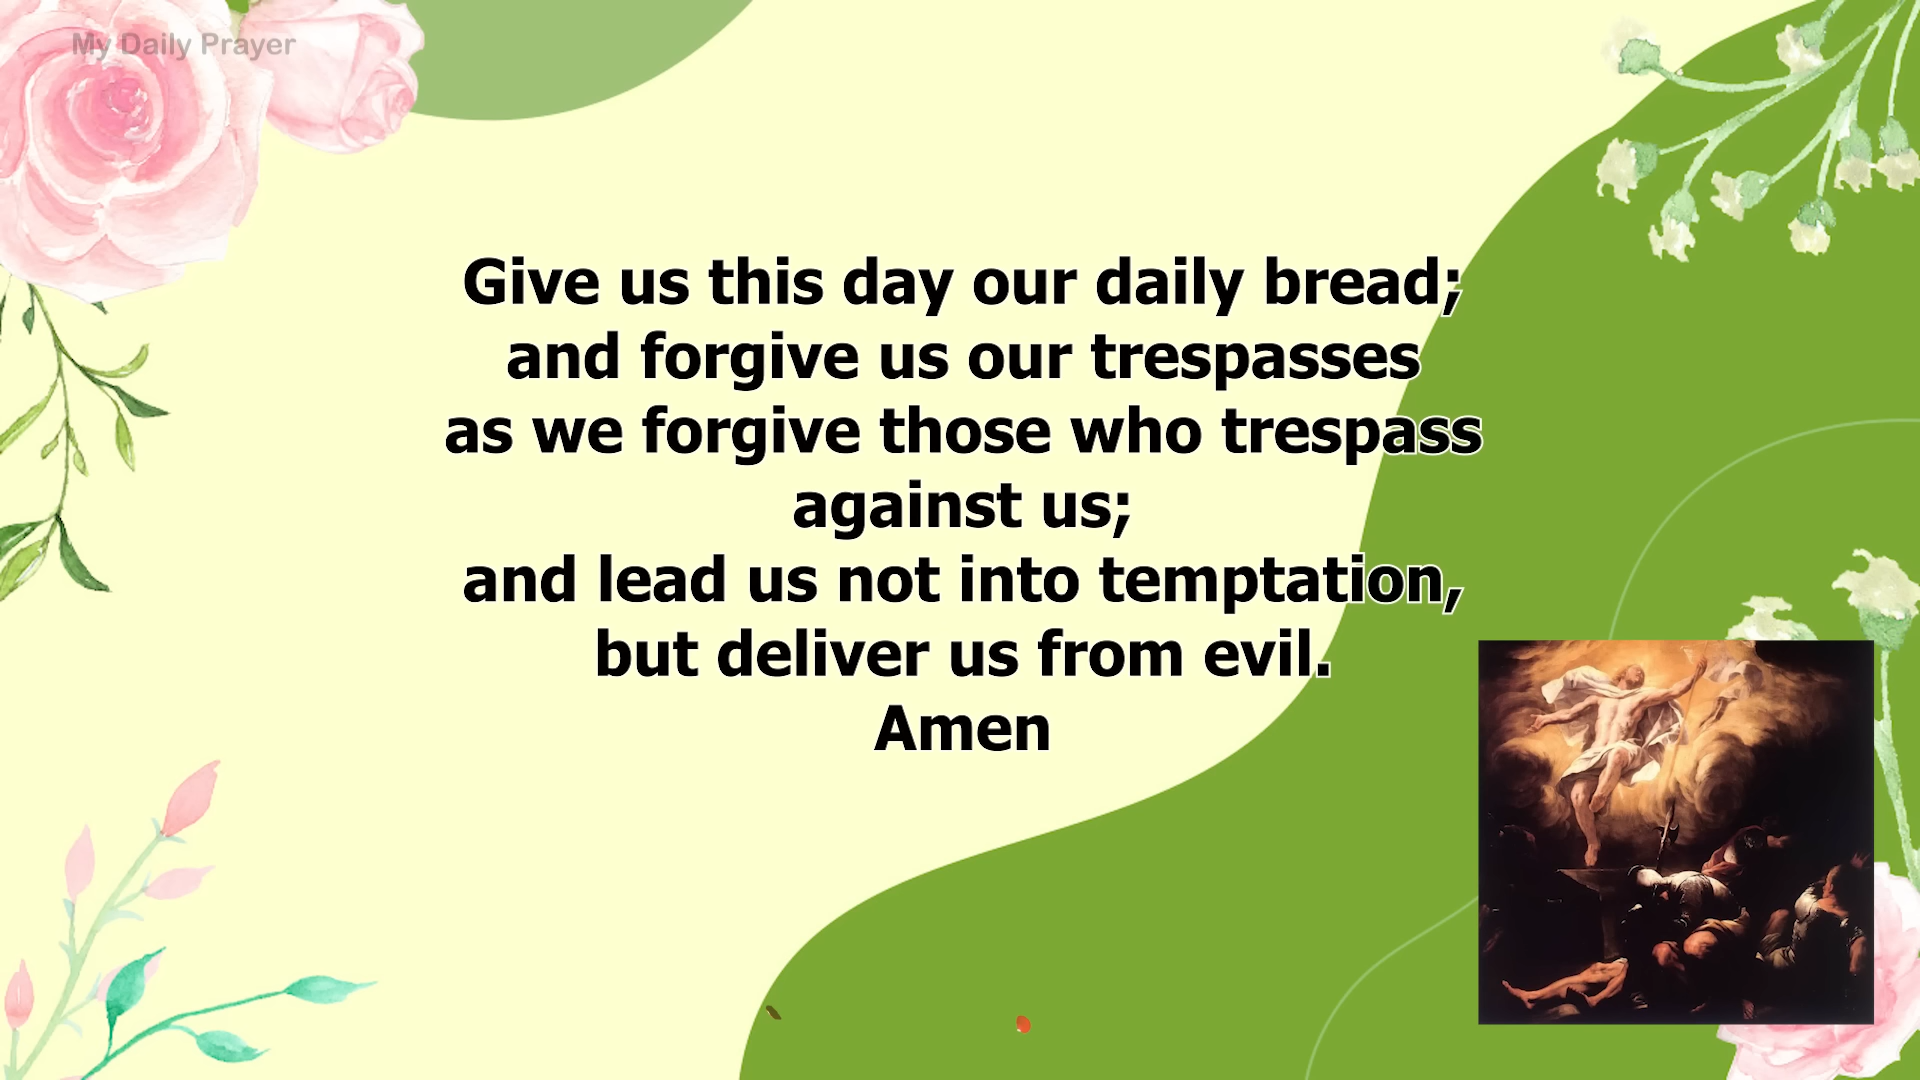 My Daily Prayer
Give us this day our daily bread;
and forgive us our trespasses
as we forgive those who trespass
against us;
and lead us not into temptation,
but deliver us from evil.
Amen